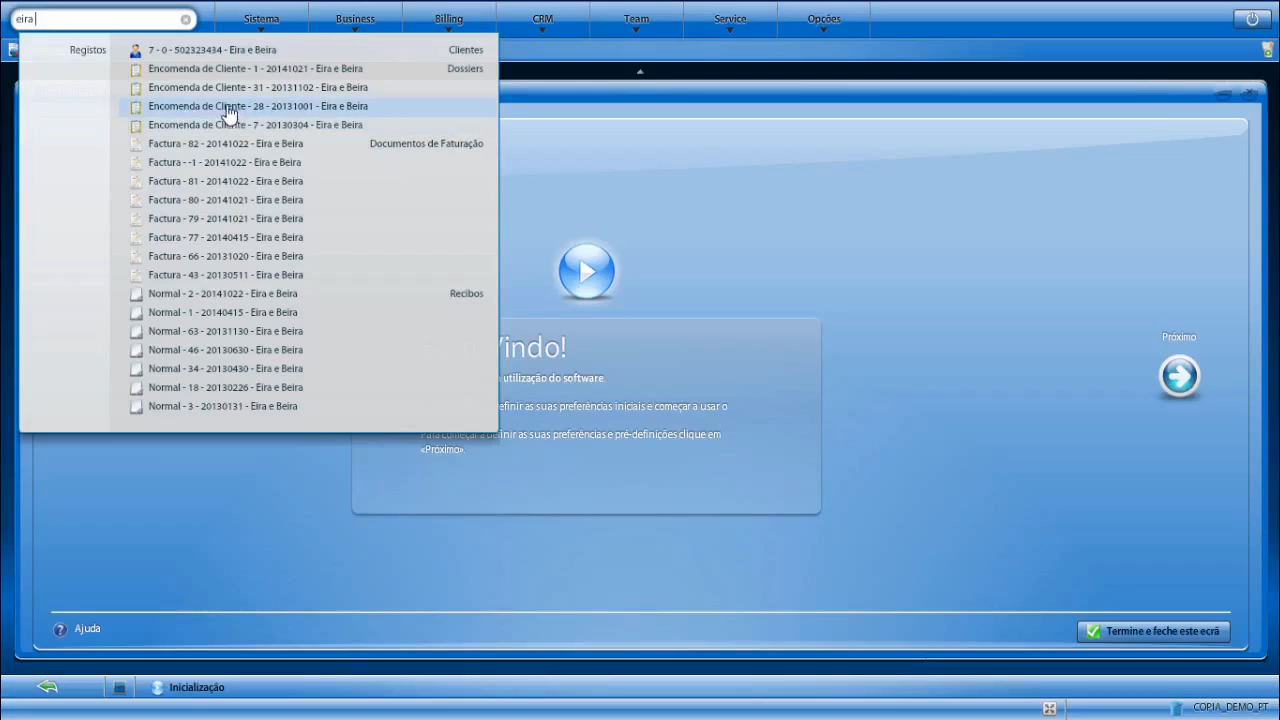 eira
Sistema
Business
Billing
CRM
Team
Service
Opções
Registos
7 - 0 - 502323434 - Eira e Beira Clientes
Encomenda de Cliente - 1 - 20141021 - Eira e Beira Dossiers
Encomenda de Cliente - 31 - 20131102 - Eira e Beira
Encomenda de Cliente - 28 - 20131001 - Eira e Beira
Encomenda de Cliente - 7 - 20130304 - Eira e Beira
Factura - 82 - 20141022 - Eira e Beira Documentos de Faturação
Factura - -1 - 20141022 - Eira e Beira
Factura - 81 - 20141022 - Eira e Beira
Factura - 80 - 20141021 - Eira e Beira
Factura - 79 - 20141021 - Eira e Beira
Factura - 77 - 20140415 - Eira e Beira
Factura - 66 - 20131020 - Eira e Beira
Factura - 43 - 20130511 - Eira e Beira
Normal - 2 - 20141022 - Eira e Beira Recibos
Normal - 1 - 20140415 - Eira e Beira
Normal - 63 - 20131130 - Eira e Beira
Normal - 46 - 20130630 - Eira e Beira
Normal - 34 - 20130430 - Eira e Beira
Normal - 18 - 20130226 - Eira e Beira
Normal - 3 - 20130131 - Eira e Beira
Vindo!
utilização do software.
efinir as suas preferências iniciais e começar a usar o
Para começar a definir as suas preferências e pré-definições clique em
«Próximo».
Próximo
Ajuda
Termine e feche este ecrã
Inicialização
COPIA_DEMO_PT